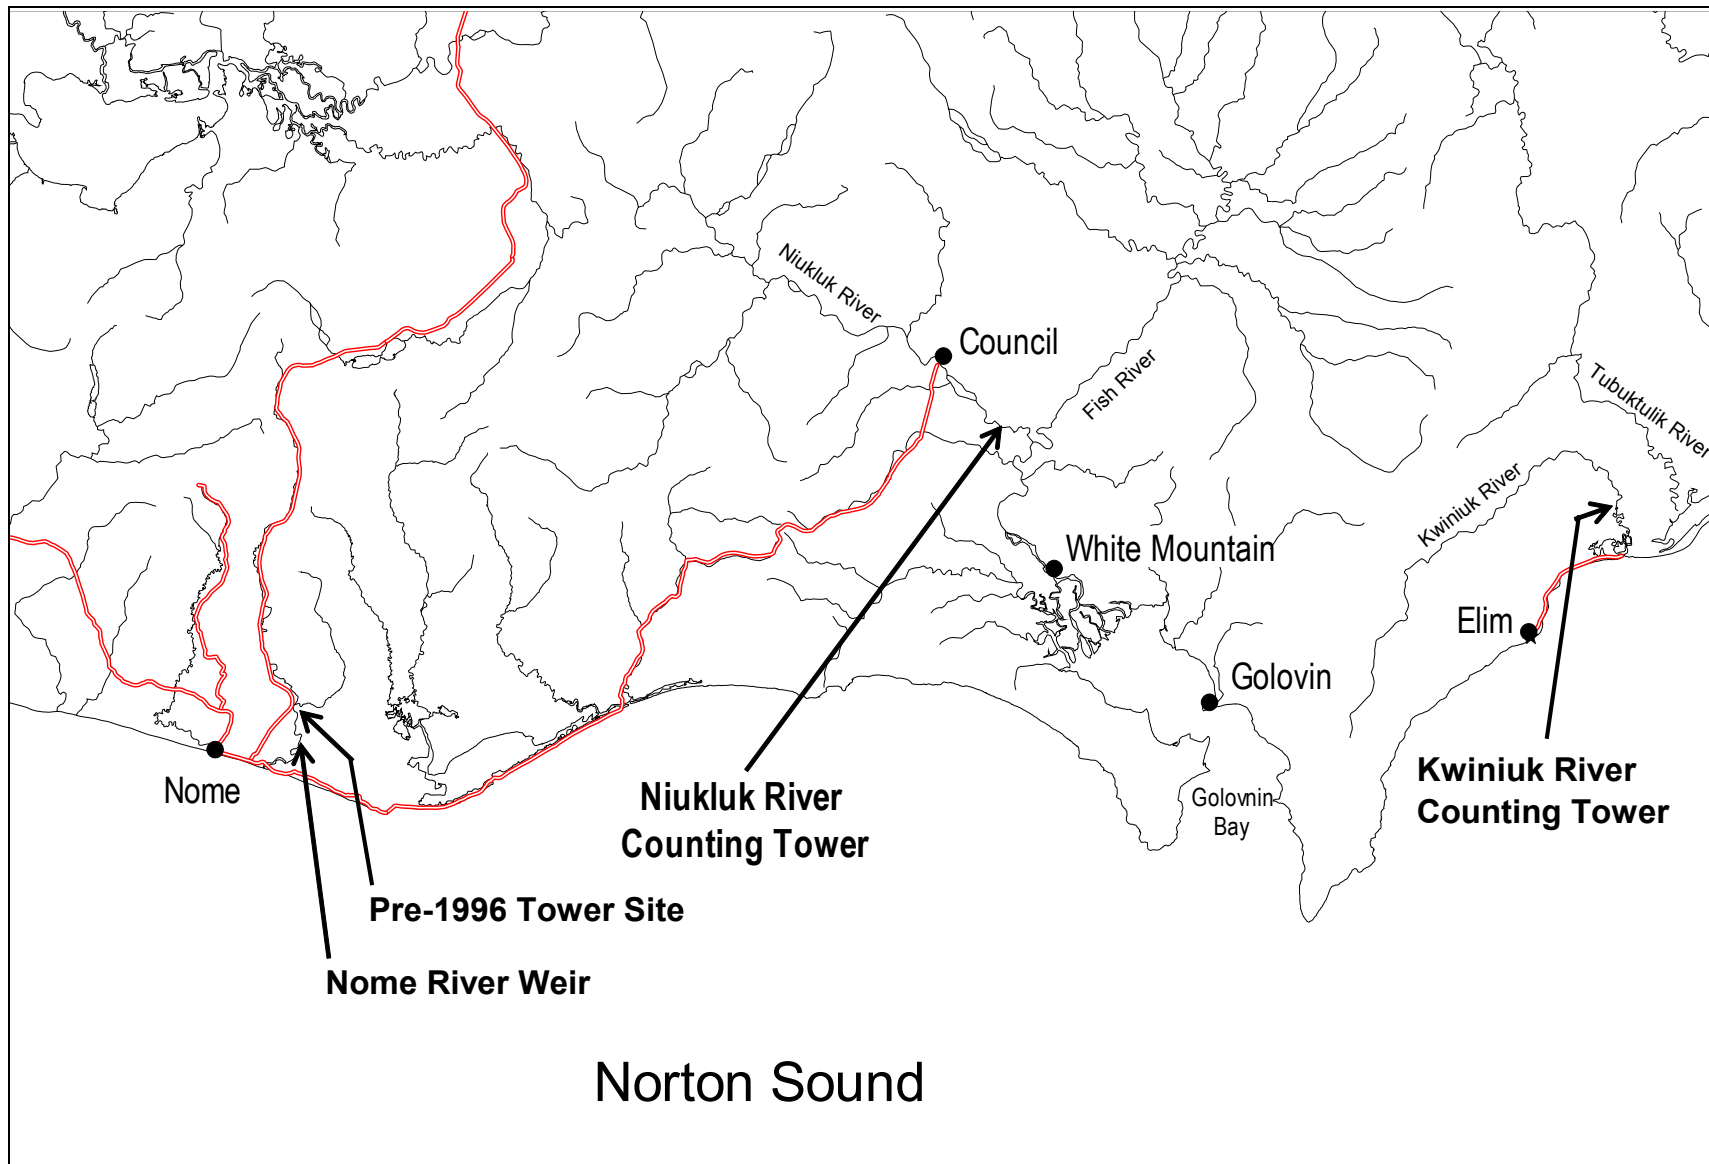 Niukluk River
Council
Fish River
Tubuktulik River
Kwiniuk River
White Mountain
Elim
Golovin
Nome
Niukluk River
Counting Tower
Golovnin
Bay
Kwiniuk River
Counting Tower
Pre-1996 Tower Site
Nome River Weir
Norton Sound